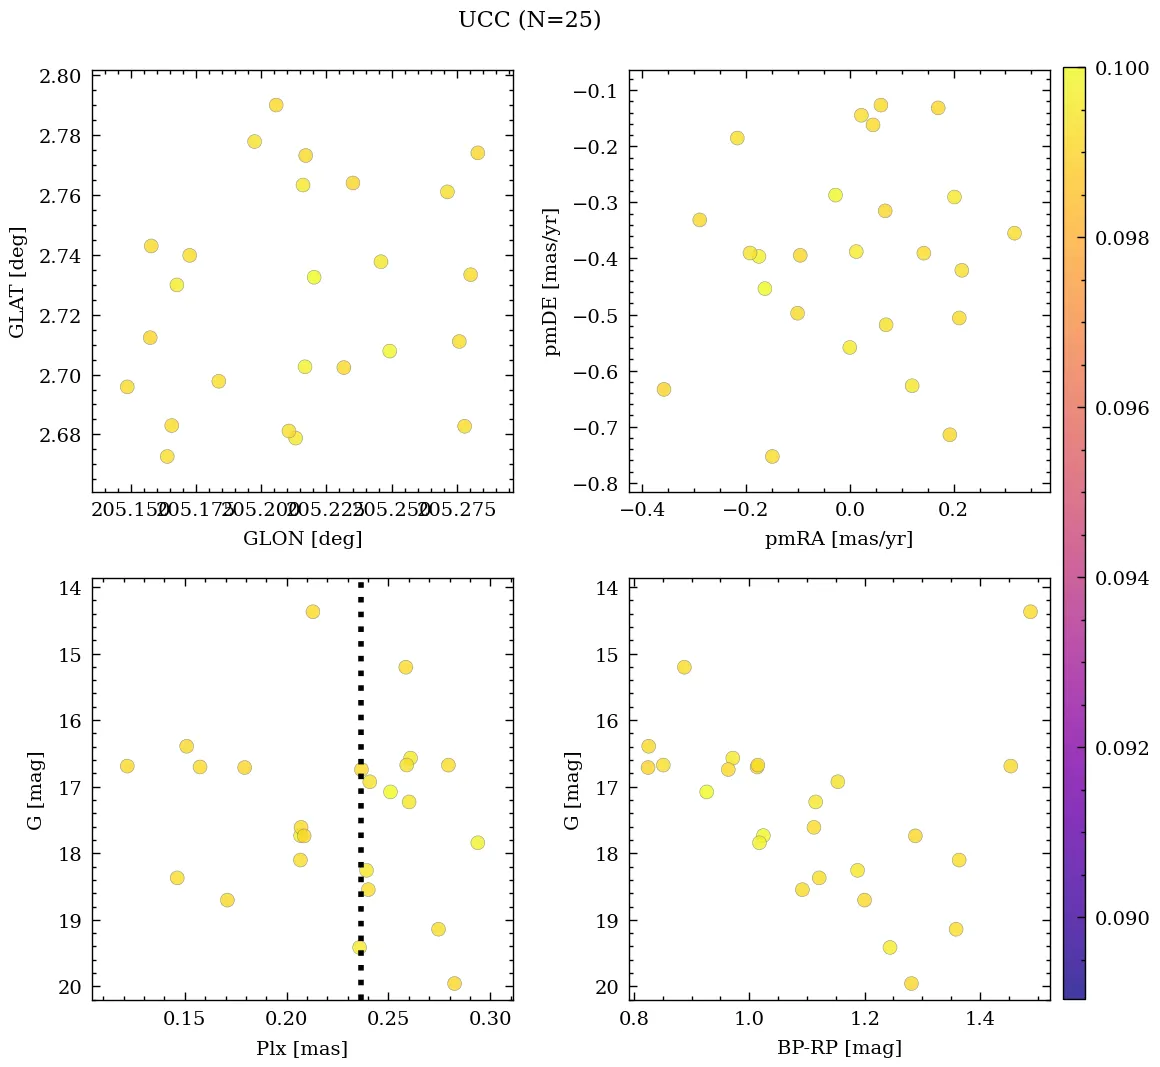 UCC (N=25)
2.80
2.78
2.76
2.74
2.72
2.70
2.68
GLAT [deg]
205.150 205.175 205.200 205.225 205.250 205.275
GLON [deg]
−0.1
−0.2
−0.3
−0.4
−0.5
−0.6
−0.7
−0.8
pmDE [mas/yr]
−0.4 −0.2 0.0 0.2
pmRA [mas/yr]
0.100
0.098
0.096
0.094
0.092
0.090
14
15
16
17
18
19
20
G [mag]
0.15 0.20 0.25 0.30
Plx [mas]
14
15
16
17
18
19
20
G [mag]
0.8 1.0 1.2 1.4
BP-RP [mag]